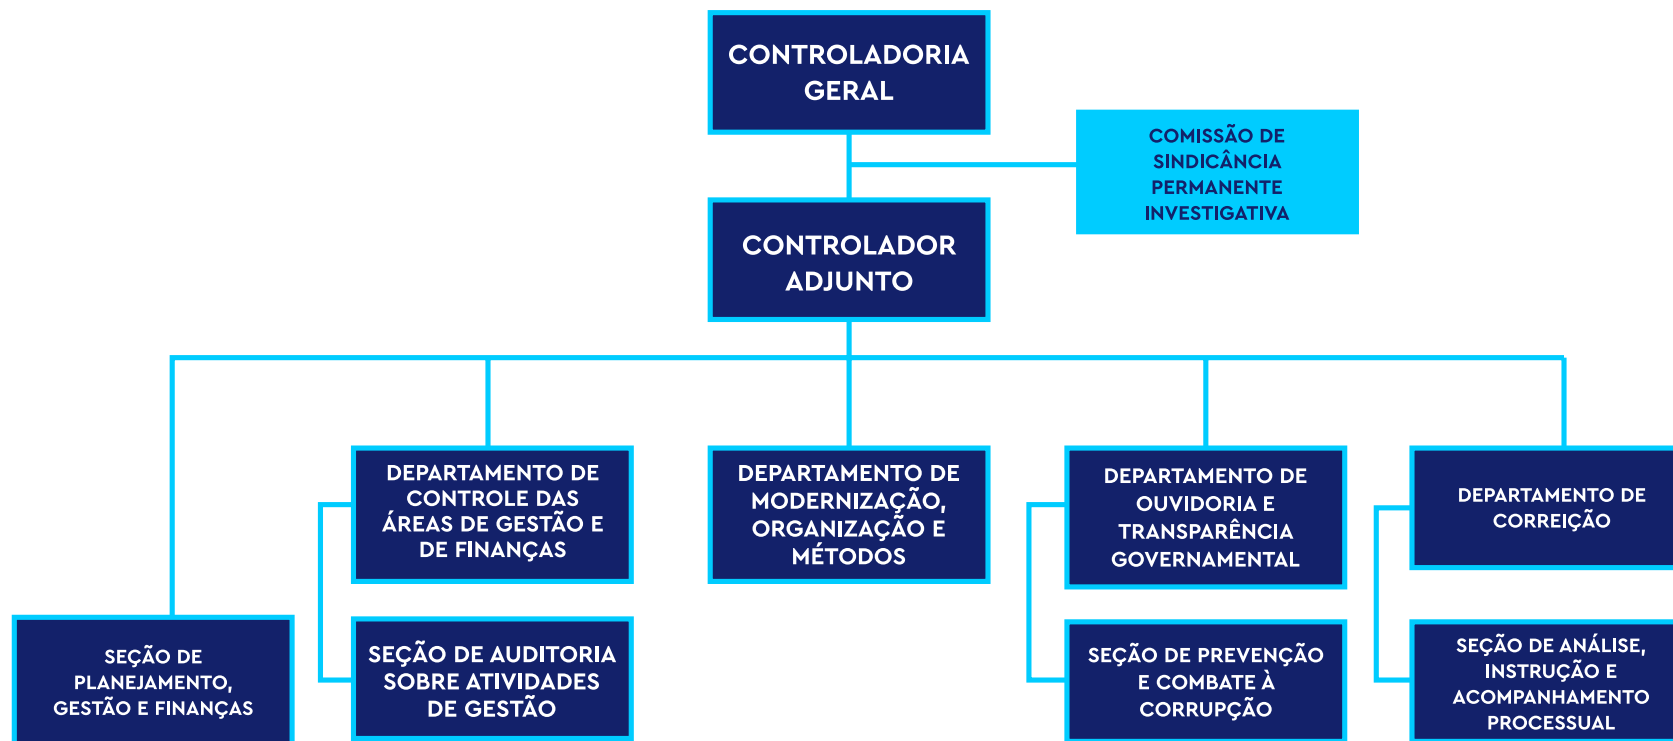 CONTROLADORIA
GERAL
COMISSÃO DE
SINDICÂNCIA
PERMANENTE
INVESTIGATIVA
CONTROLADOR
ADJUNTO
DEPARTAMENTO DE
CONTROLE DAS
ÁREAS DE GESTÃO E
DE FINANÇAS
DEPARTAMENTO DE
MODERNIZAÇÃO,
ORGANIZAÇÃO E
MÉTODOS
DEPARTAMENTO DE
OUVIDORIA E
TRANSPARÊNCIA
GOVERNAMENTAL
DEPARTAMENTO DE
CORREIÇÃO
SEÇÃO DE
PLANEJAMENTO,
GESTÃO E FINANÇAS
SEÇÃO DE AUDITORIA
SOBRE ATIVIDADES
DE GESTÃO
SEÇÃO DE PREVENÇÃO
E COMBATE À
CORRUPÇÃO
SEÇÃO DE ANÁLISE,
INSTRUÇÃO E
ACOMPANHAMENTO
PROCESSUAL